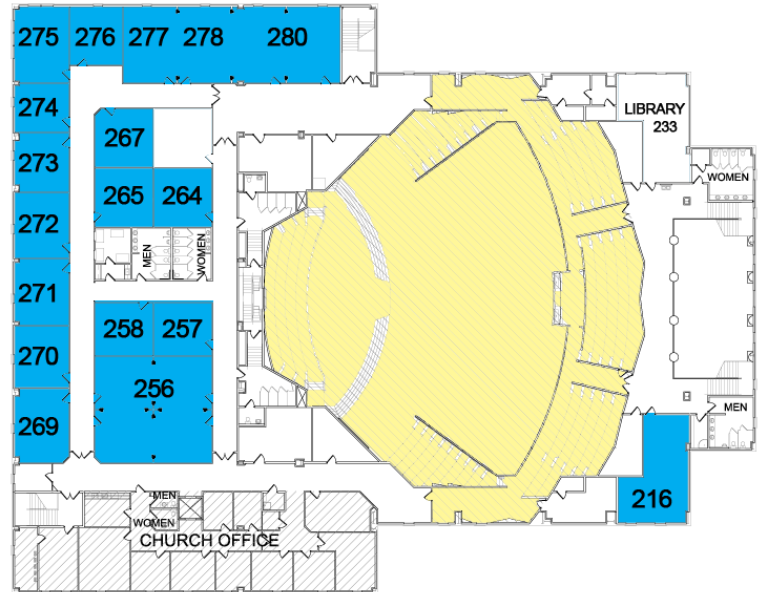 275
276
277
278
280
274
267
LIBRARY
233
273
265
264
WOMEN
272
MEN
WOMEN
271
258
257
270
256
269
MEN
216
MEN
WOMEN
CHURCH OFFICE